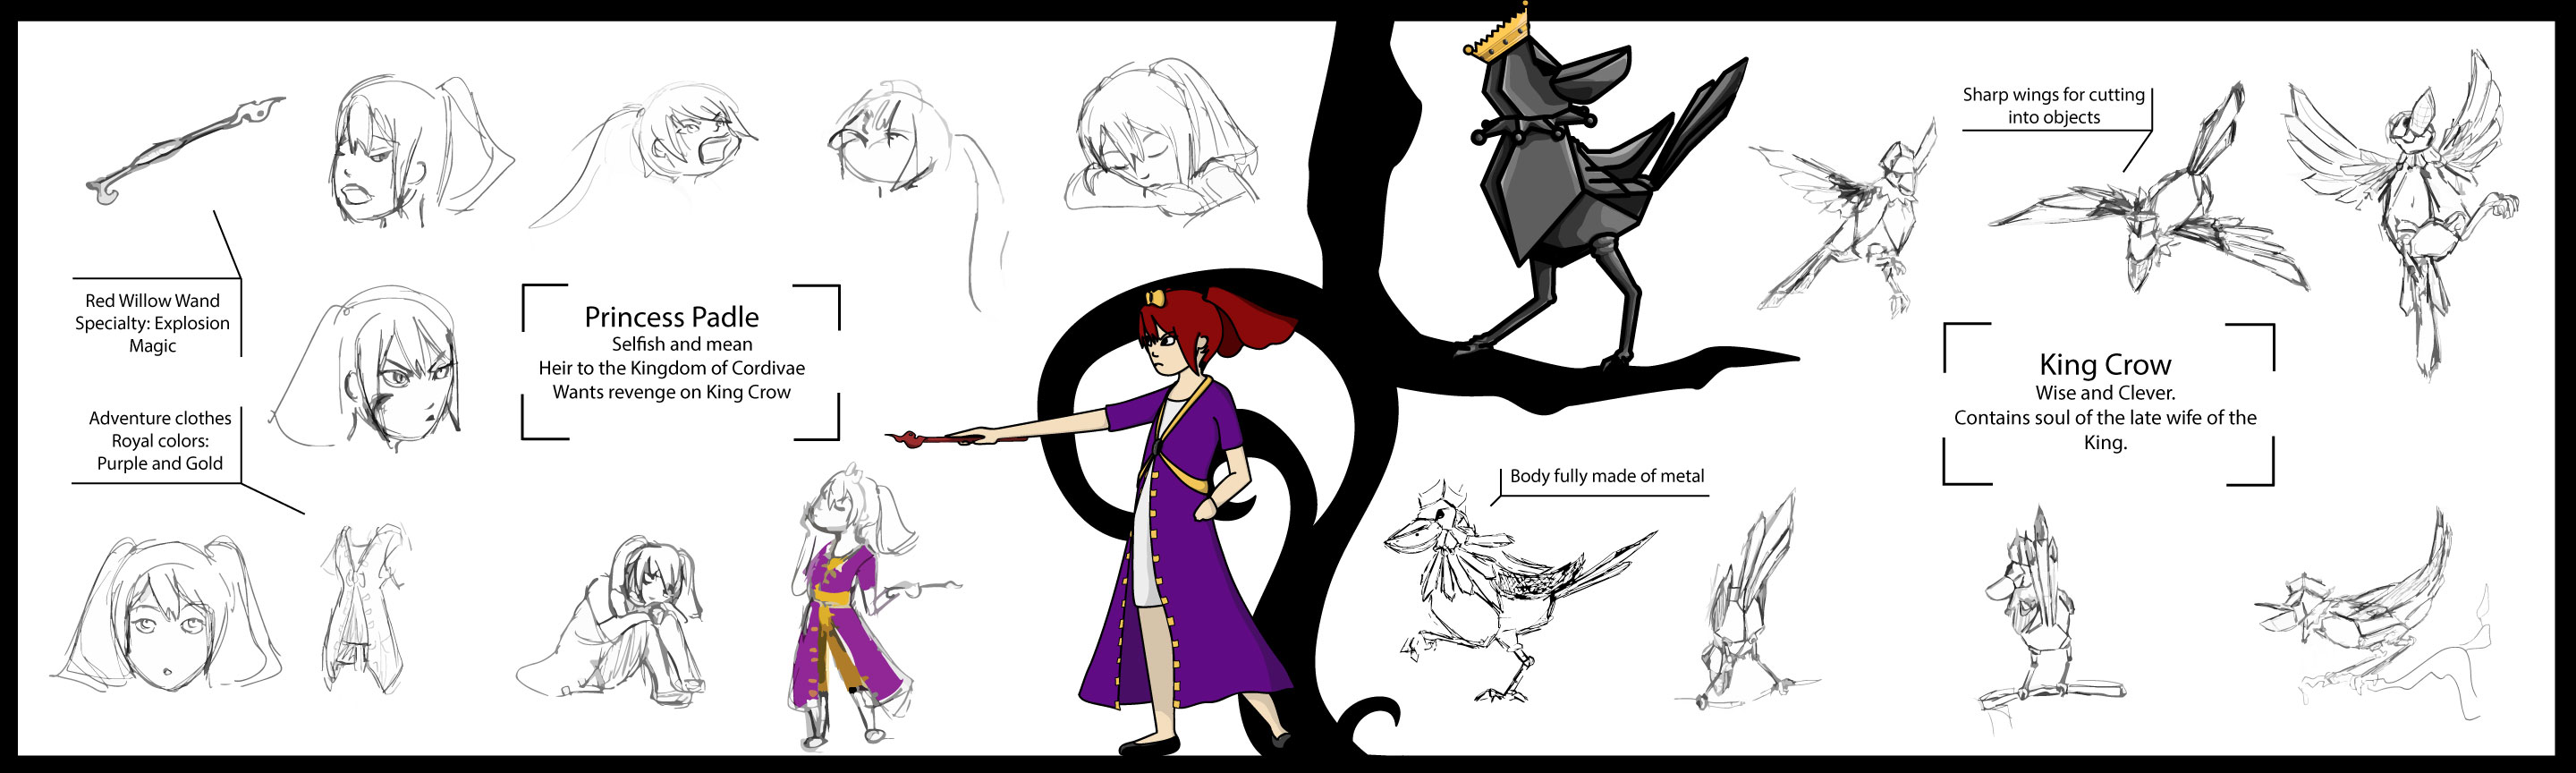 Red Willow Wand
Specialty: Explosion
Magic
Adventure clothes
Royal colors:
Purple and Gold
Princess Padle
Selfish and mean
Heir to the Kingdom of Cordivae
Wants revenge on King Crow
Sharp wings for cutting
into objects
King Crow
Wise and Clever.
Contains soul of the late wife of the
King.
Body fully made of metal